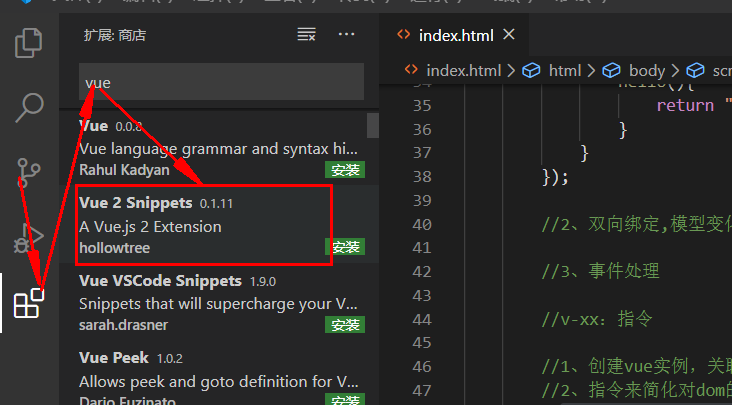 扩展: 商店
vue
Vue 0.0.8
Vue language grammar and syntax hi...
Rahul Kadyan 安装
Vue 2 Snippets 0.1.11
A Vue.js 2 Extension
hollowtree 安装
Vue VSCode Snippets 1.9.0
Snippets that will supercharge your V...
sarah.drasner 安装
Vue Peek 1.0.2
Allows peek and goto definition for V...
Dario Fuzinato 安装
index.html
index.html > html > body > scr
34 hello(){
35 return "
36 }
37 }
38 });
39
40 //2、双向绑定,模型变化
41
42 //3、事件处理
43
44 //v-xx: 指令
45
46 //1、创建vue实例，关联
47 //2、指令来简化对dom的